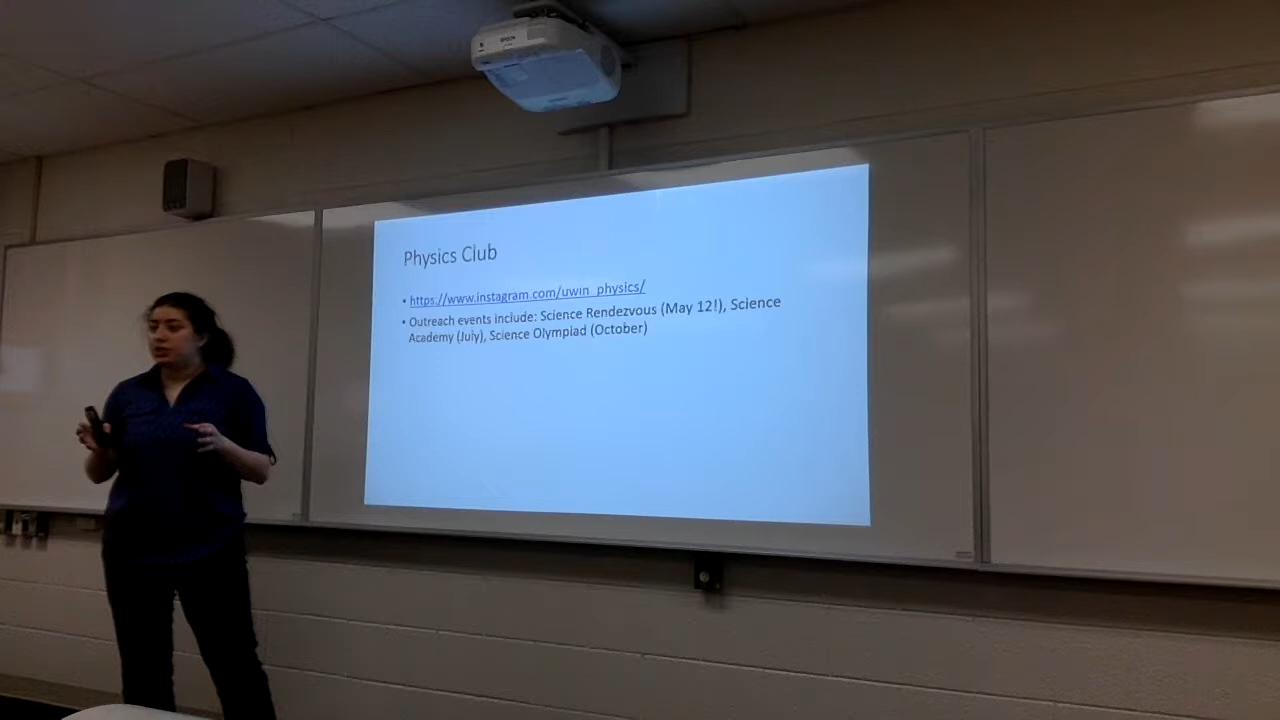 EPSON
Physics Club
• https://www.instagram.com/uwin_physics/
• Outreach events include: Science Rendezvous (May 12!), Science
Academy (July), Science Olympiad (October)